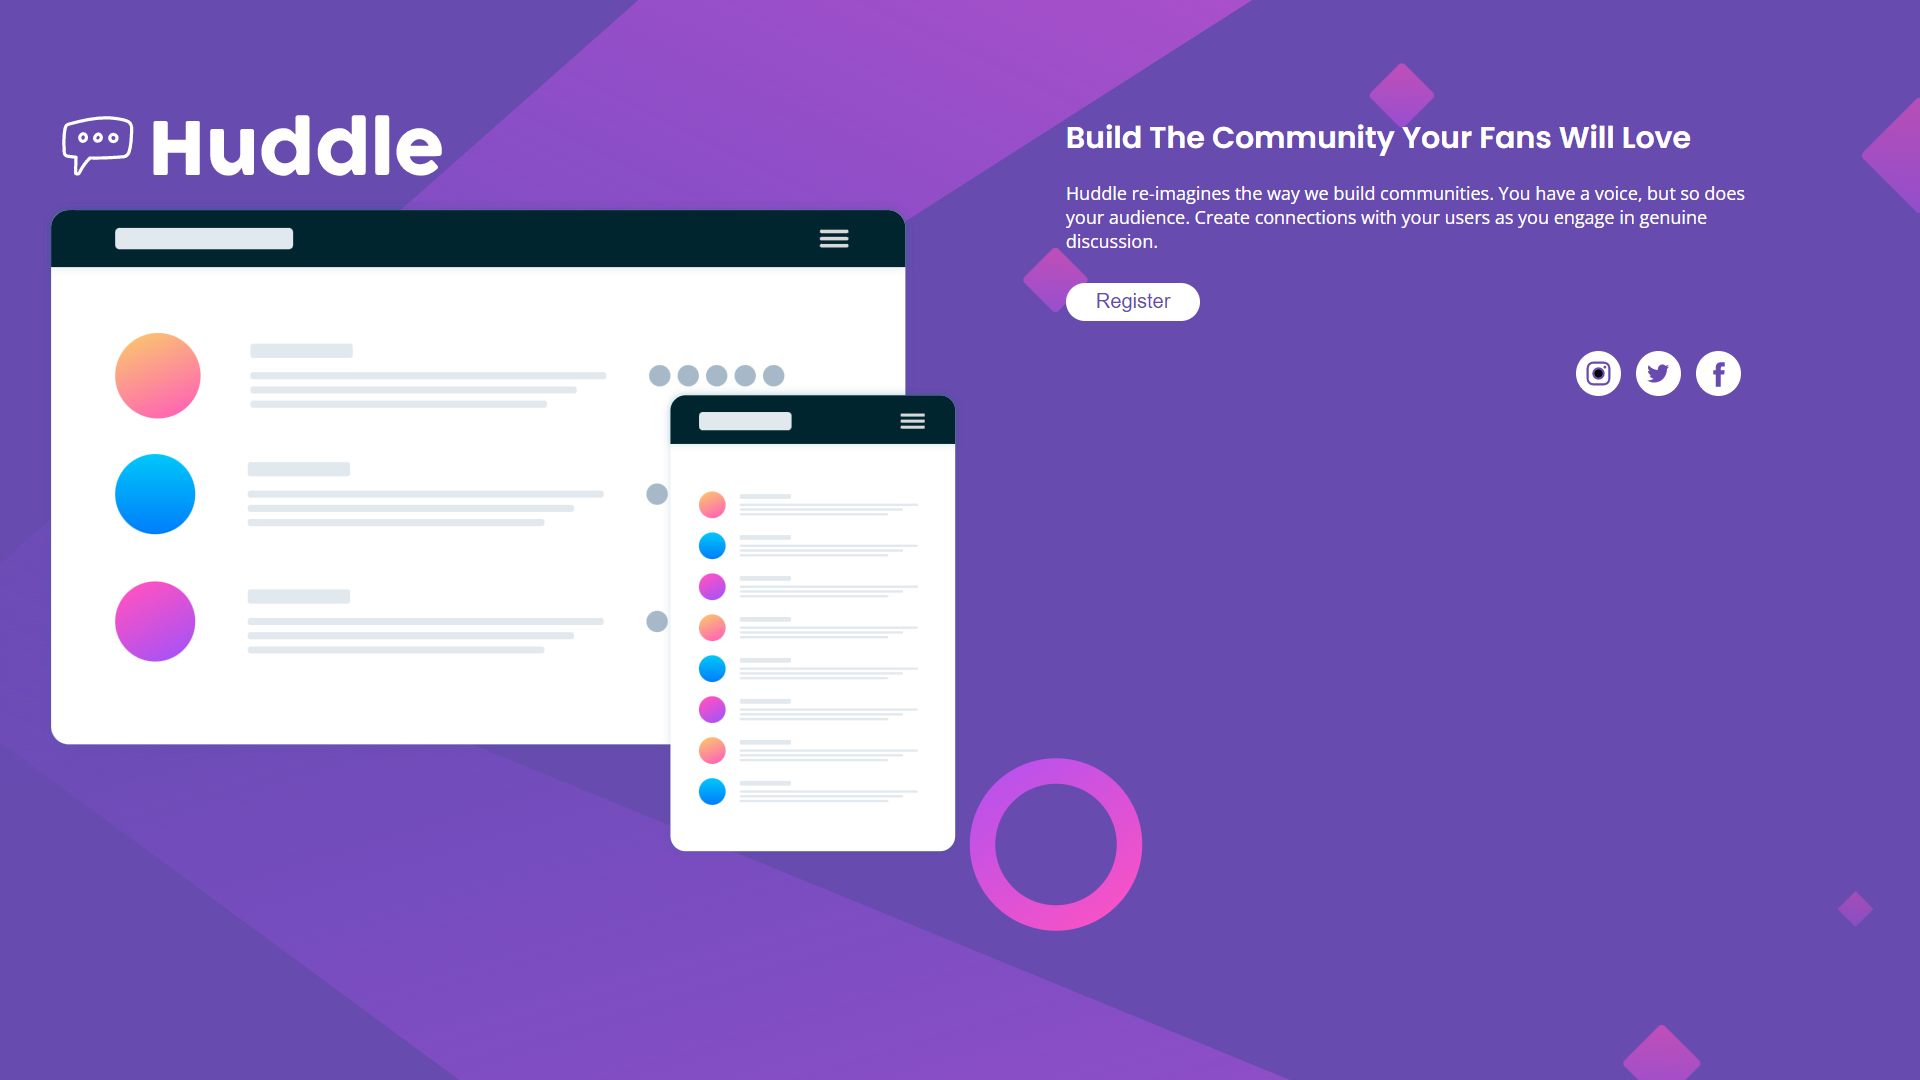 Huddle
Build The Community Your Fans Will Love
Huddle re-imagines the way we build communities. You have a voice, but so does
your audience. Create connections with your users as you engage in genuine
discussion.
Register